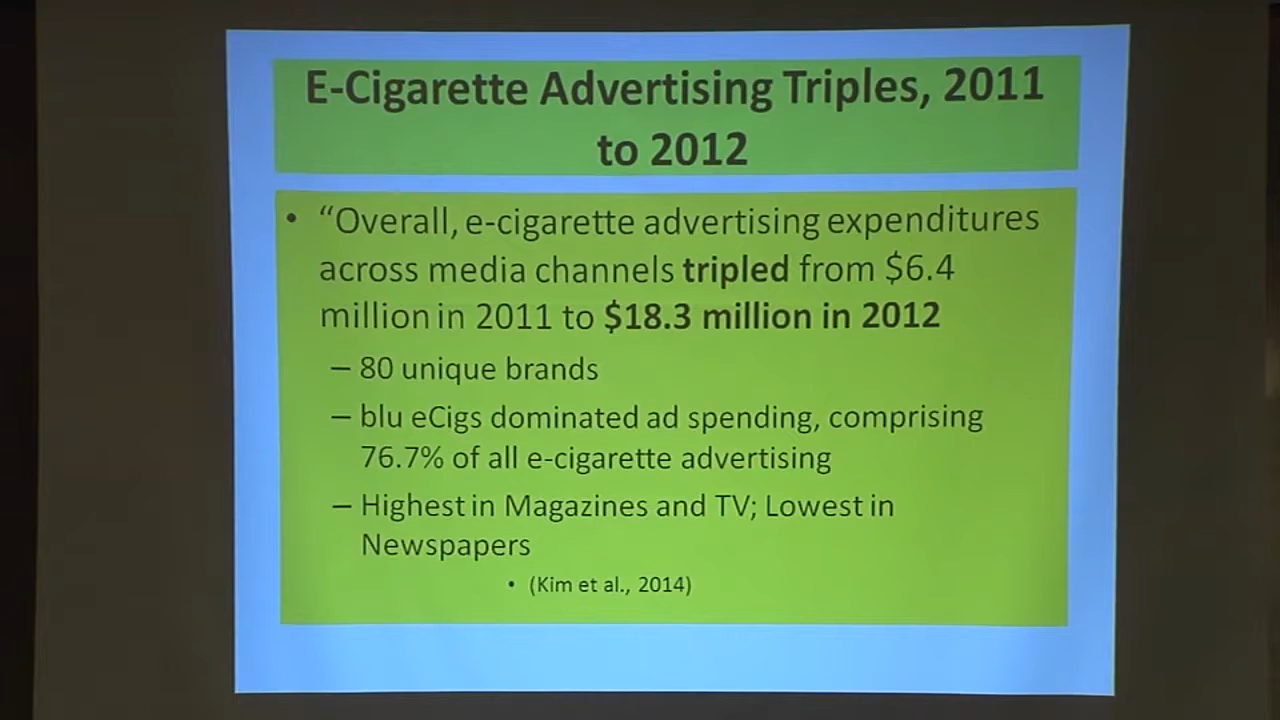 E-Cigarette Advertising Triples, 2011
to 2012
• “Overall, e-cigarette advertising expenditures
across media channels tripled from $6.4
million in 2011 to $18.3 million in 2012
– 80 unique brands
– blu eCigs dominated ad spending, comprising
76.7% of all e-cigarette advertising
– Highest in Magazines and TV; Lowest in
Newspapers
• (Kim et al., 2014)